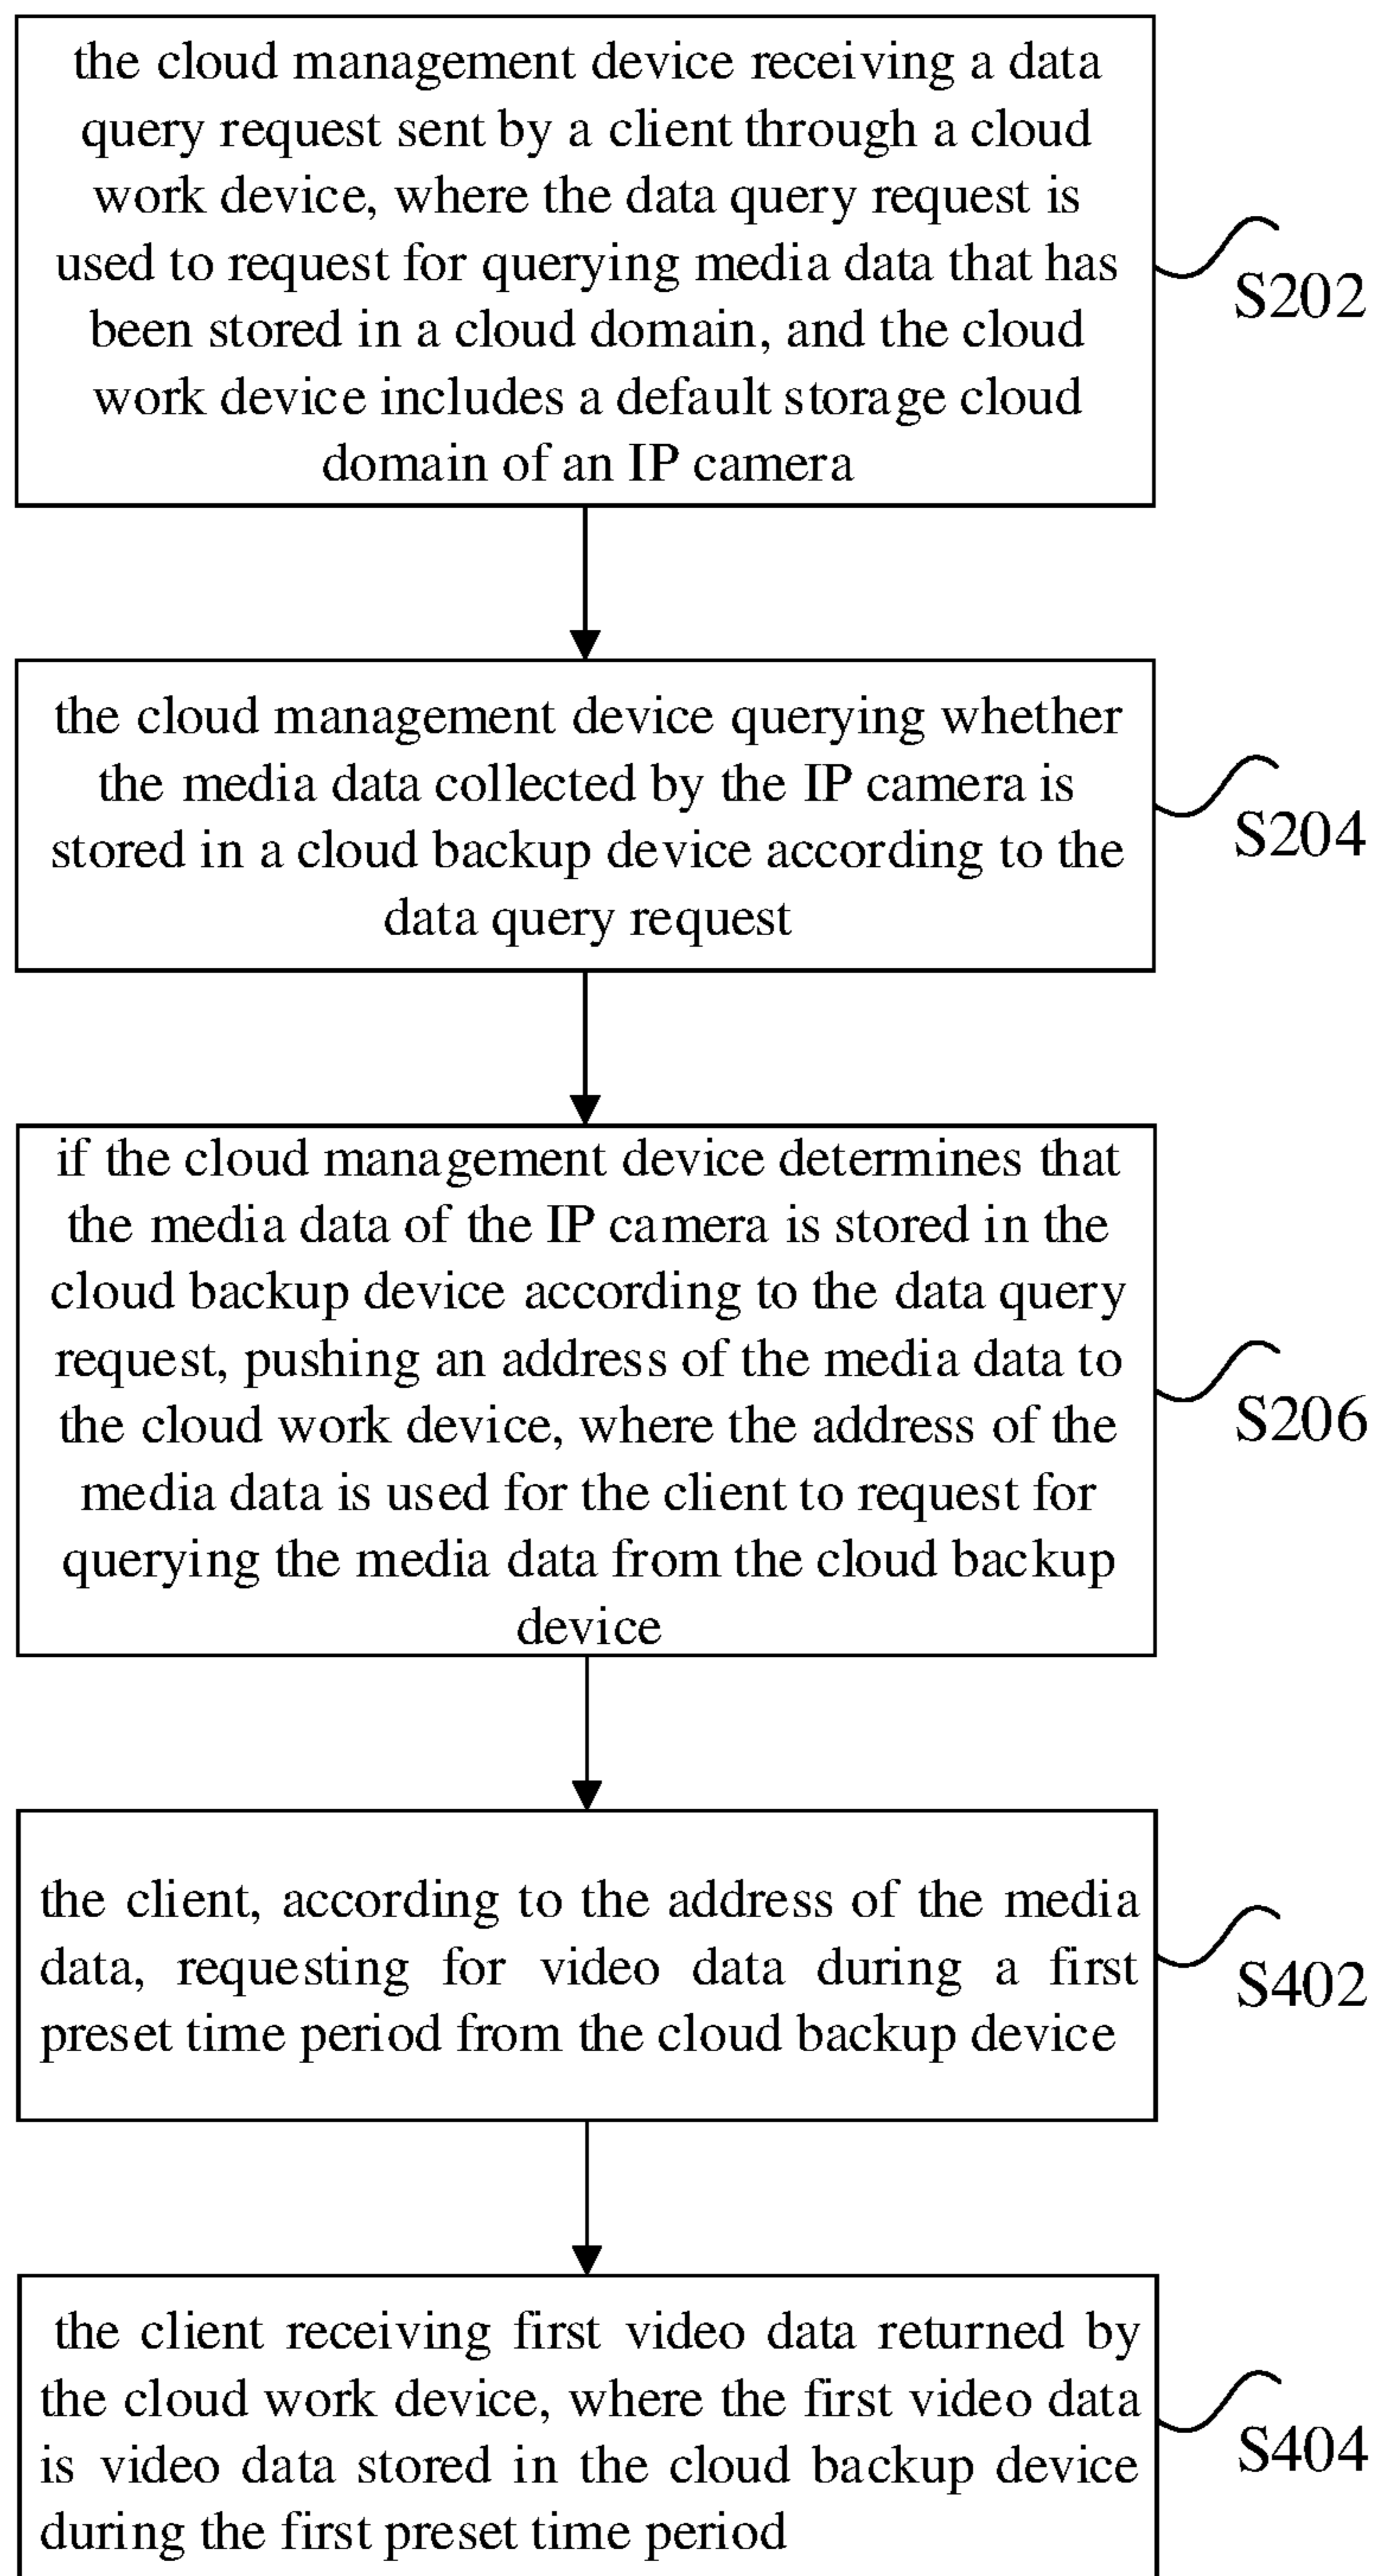 the cloud management device receiving a data
query request sent by a client through a cloud
work device, where the data query request is
used to request for querying media data that has
been stored in a cloud domain, and the cloud
work device includes a default storage cloud
domain of an IP camera
S202
the cloud management device querying whether
the media data collected by the IP camera is
stored in a cloud backup device according to the
data query request
S204
if the cloud management device determines that
the media data of the IP camera is stored in the
cloud backup device according to the data query
request, pushing an address of the media data to
the cloud work device, where the address of the
media data is used for the client to request for
querying the media data from the cloud backup
device
S206
the client, according to the address of the media
data, requesting for video data during a first
preset time period from the cloud backup device
S402
the client receiving first video data returned by
the cloud work device, where the first video data
is video data stored in the cloud backup device
during the first preset time period
S404